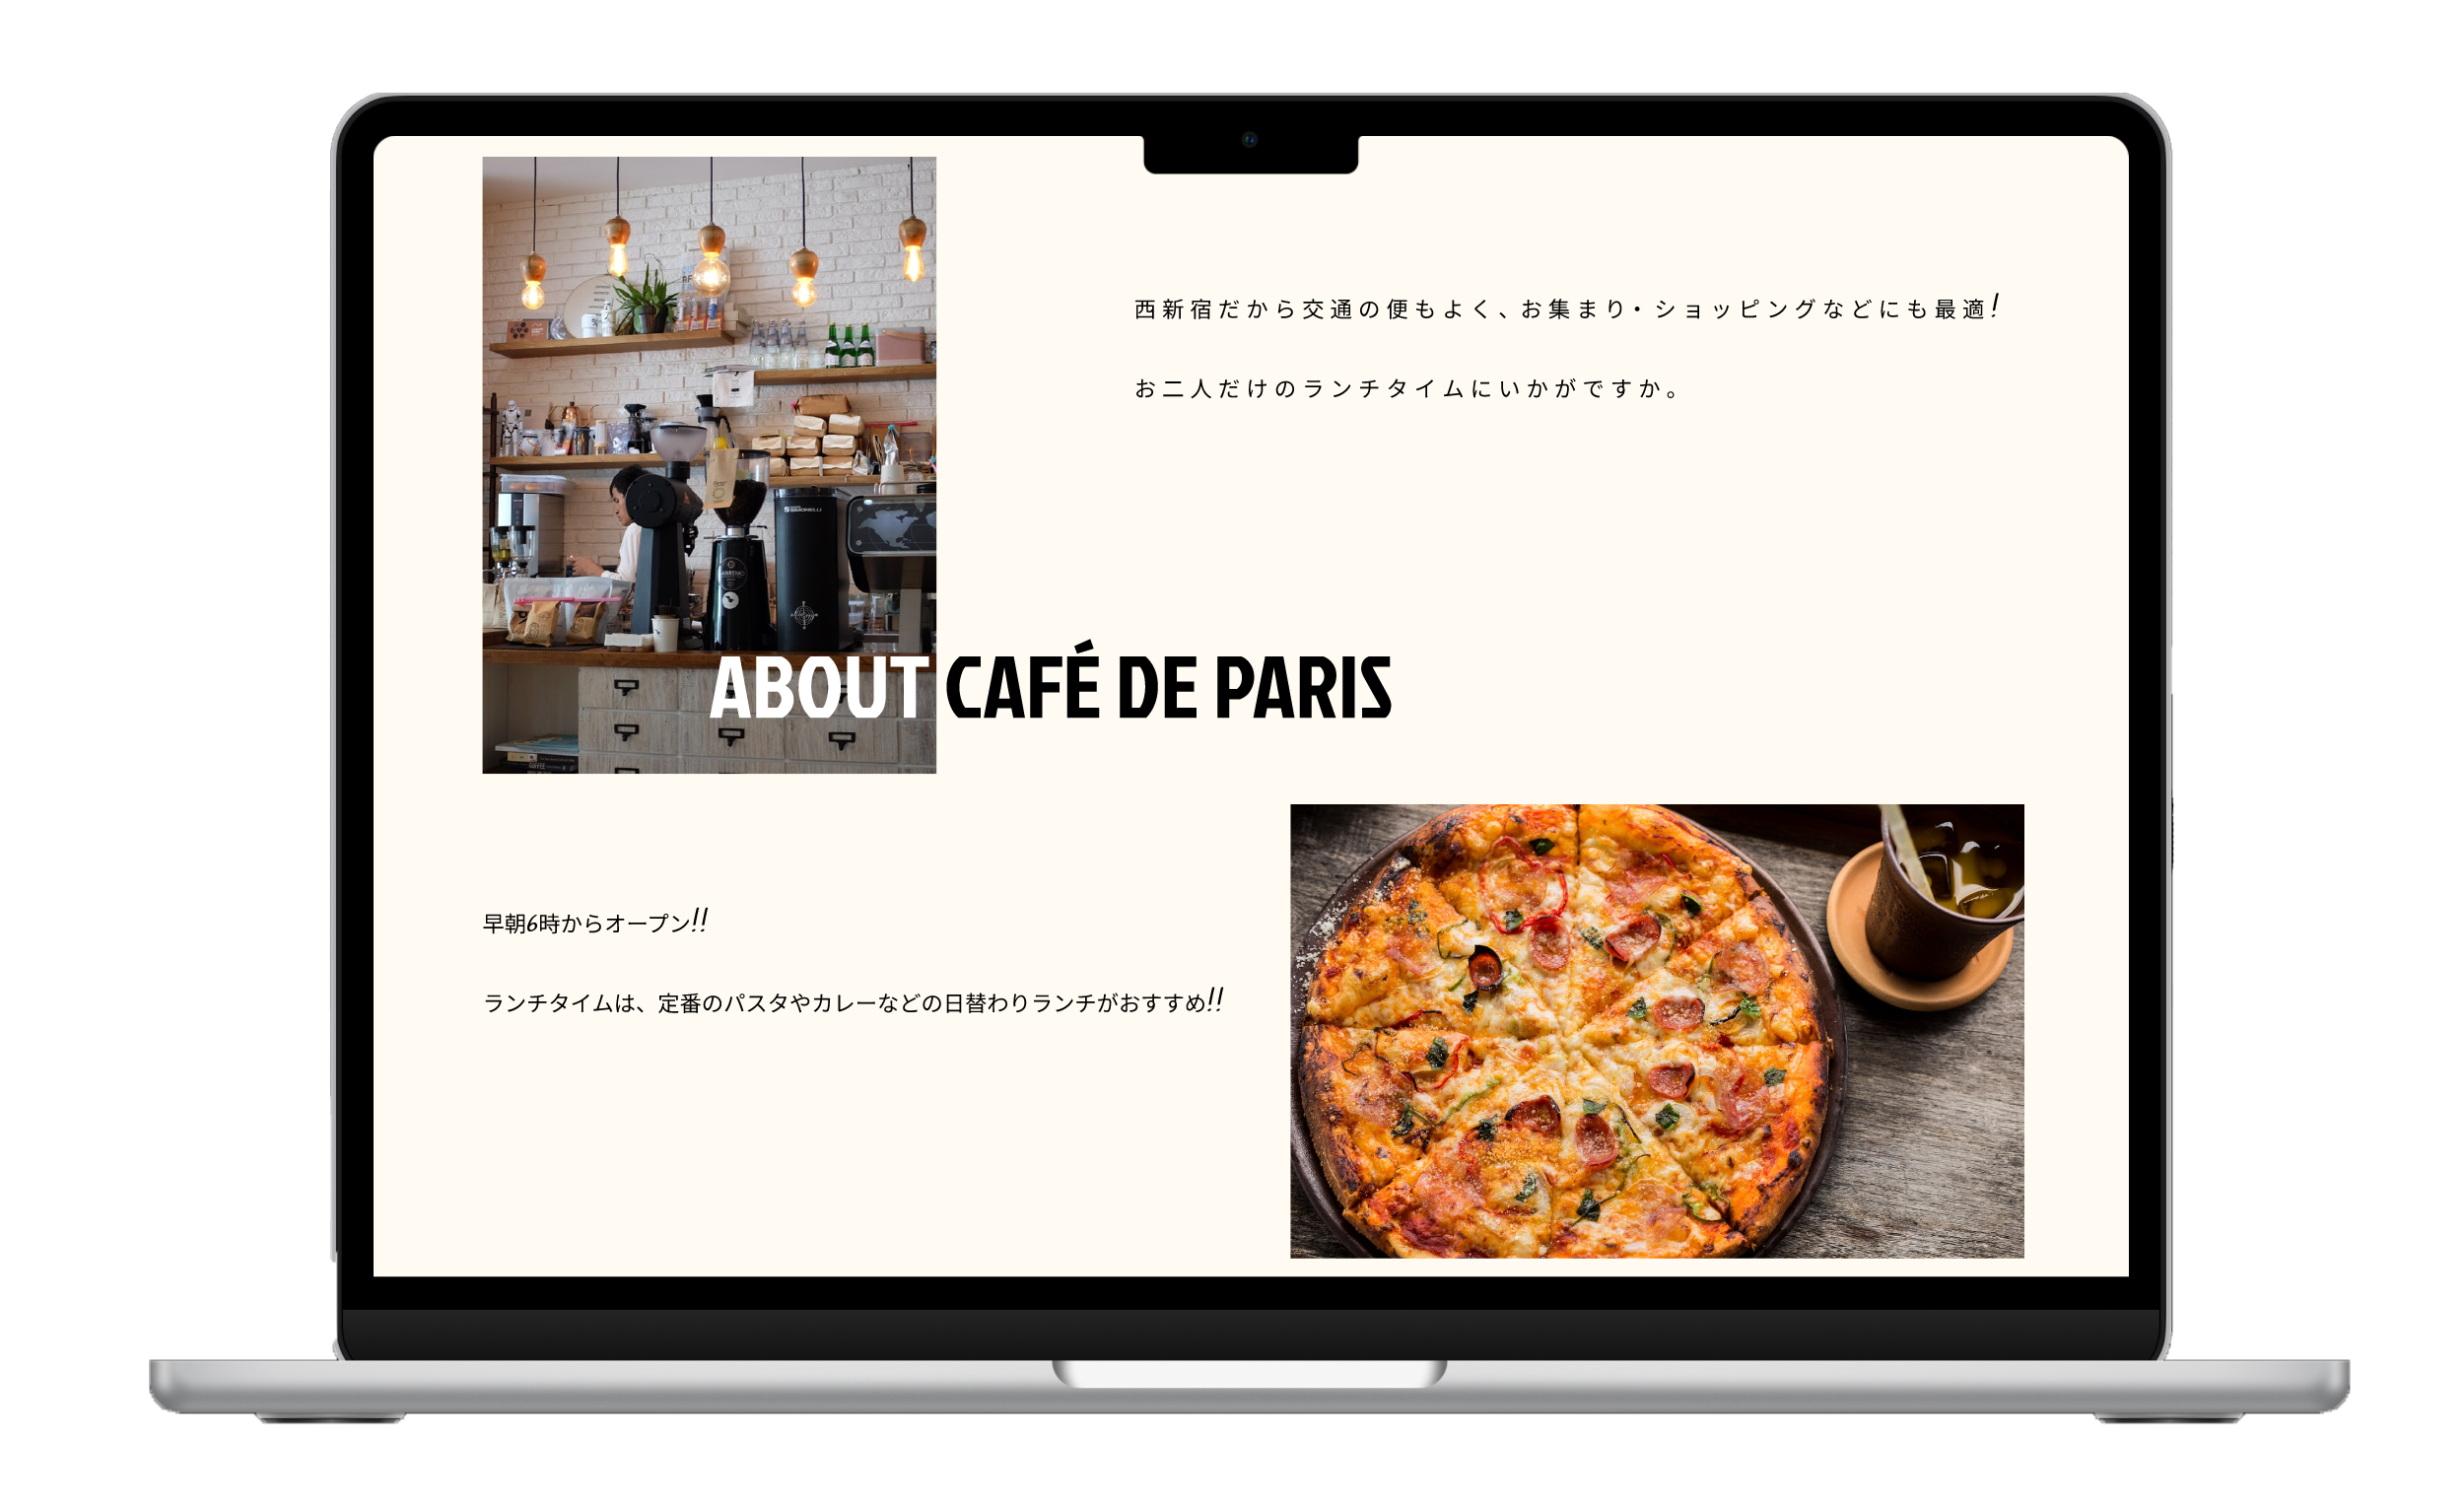 西新宿だから交通の便もよく、お集まり・ショッピングなどにも最適!
お二人だけのランチタイムにいかがですか。
SIMONELLI
ABOUT CAFÉ DE PARIS
早朝6時からオープン!!
ランチタイムは、定番のパスタやカレーなどの日替わりランチがおすすめ!!